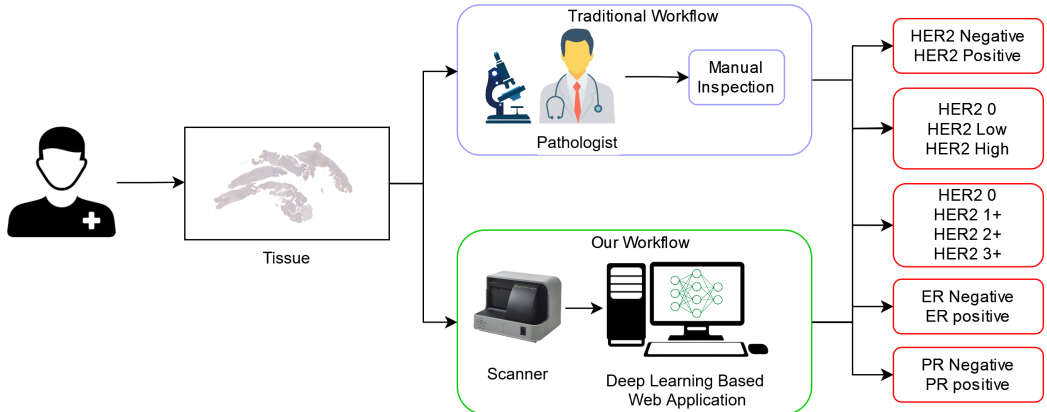 Tissue
Traditional Workflow
Pathologist
Manual
Inspection
Our Workflow
Scanner
Deep Learning Based
Web Application
HER2 Negative
HER2 Positive
HER2 0
HER2 Low
HER2 High
HER2 0
HER2 1+
HER2 2+
HER2 3+
ER Negative
ER positive
PR Negative
PR positive